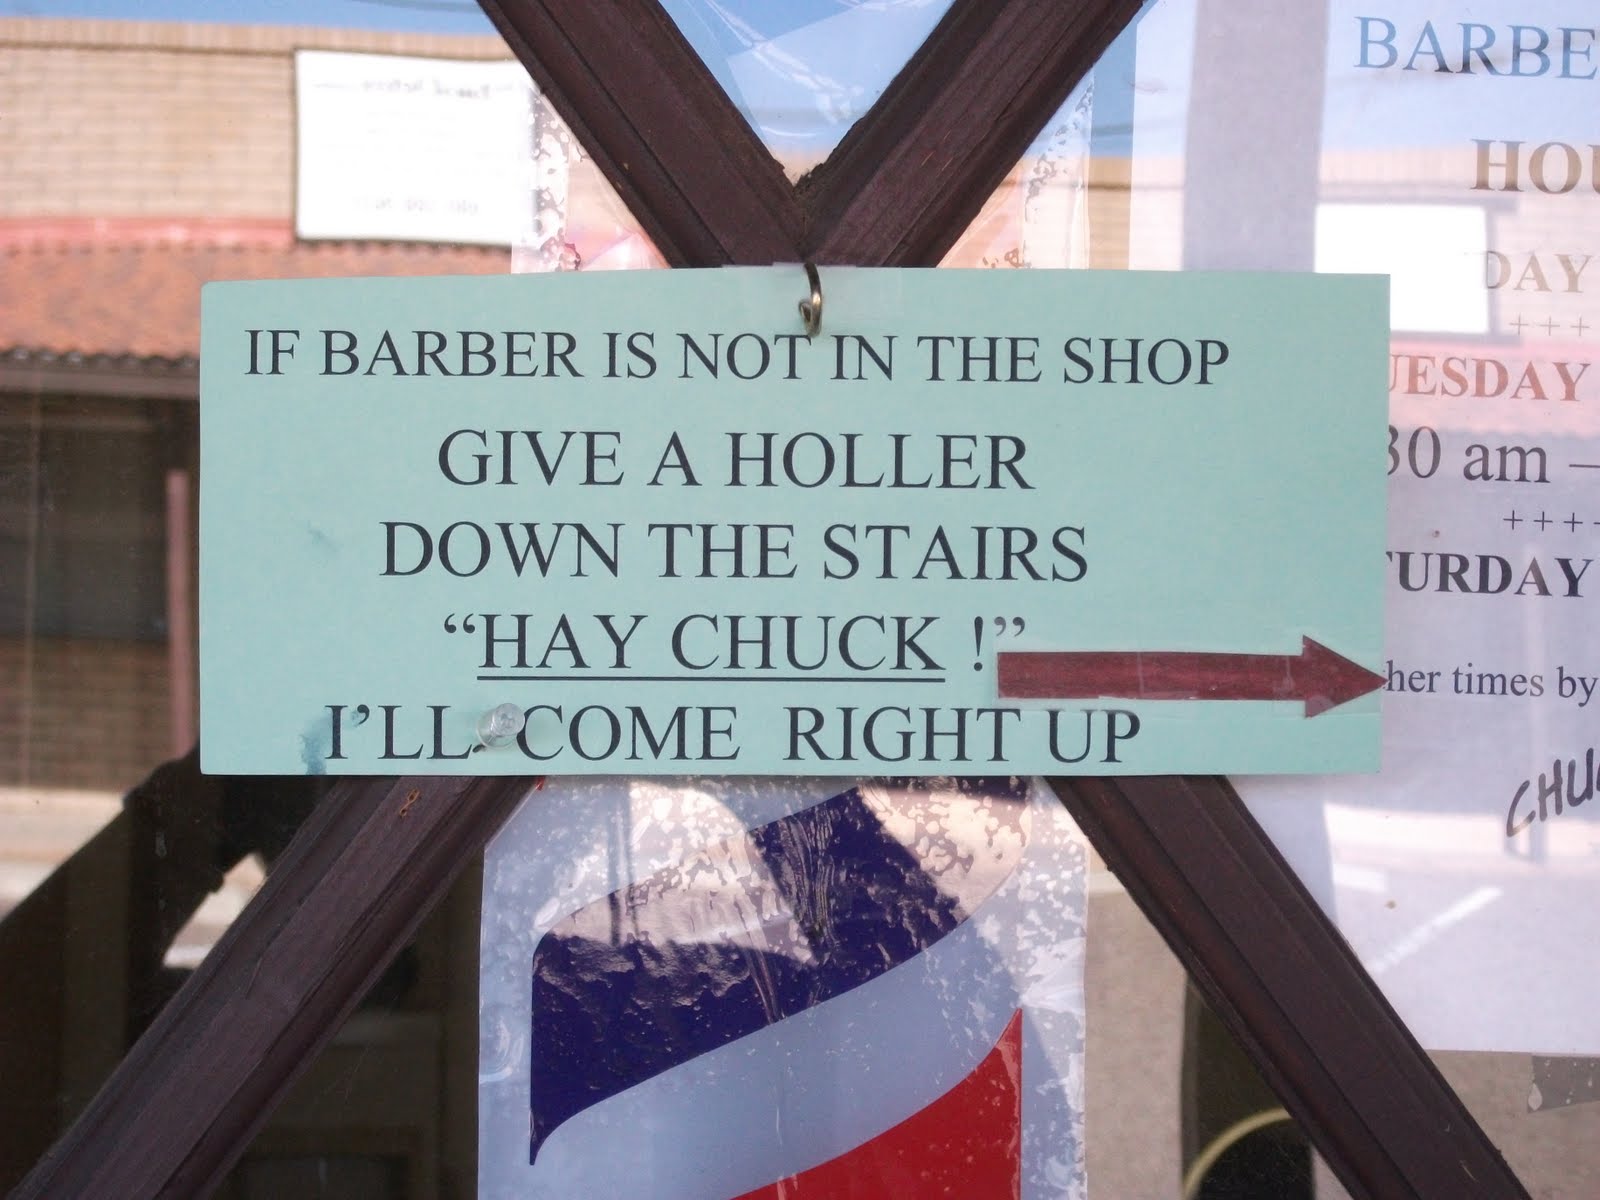 IF BARBER IS NOT IN THE SHOP
GIVE A HOLLER
DOWN THE STAIRS
“HAY CHUCK !”
I’LL COME RIGHT UP
BARBE
HOU
DAY
+++
UESDAY
30 am –
+++
TURDAY
her times by
CHUC